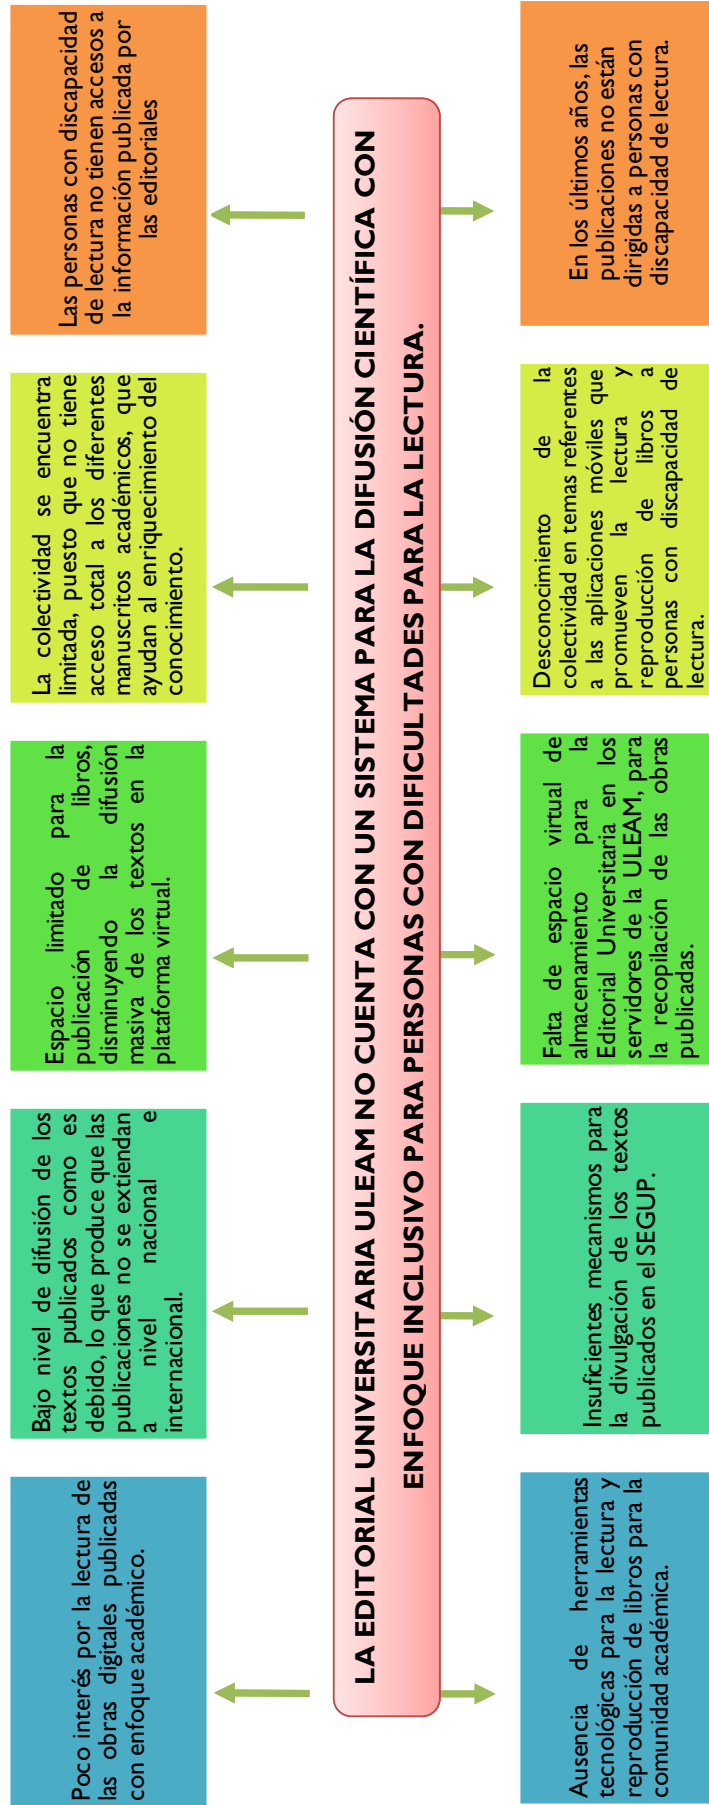 Poco interés por la lectura de
las obras digitales publicadas
con enfoque académico.
Bajo nivel de difusión de los
textos publicados como es
debido, lo que produce que las
publicaciones no se extiendan
a nivel nacional e
internacional.
Espacio limitado para la
publicación de libros,
disminuyendo la difusión
masiva de los textos en la
plataforma virtual.
La colectividad se encuentra
limitada, puesto que no tiene
acceso total a los diferentes
manuscritos académicos, que
ayudan al enriquecimiento del
conocimiento.
Las personas con discapacidad
de lectura no tienen accesos a
la información publicada por
las editoriales
LA EDITORIAL UNIVERSITARIA ULEAM NO CUENTA CON UN SISTEMA PARA LA DIFUSIÓN CIENTÍFICA CON
ENFOQUE INCLUSIVO PARA PERSONAS CON DIFICULTADES PARA LA LECTURA.
Ausencia de herramientas
tecnológicas para la lectura y
reproducción de libros para la
comunidad académica.
Insuficientes mecanismos para
la divulgación de los textos
publicados en el SEGUP.
Falta de espacio virtual de
almacenamiento para la
Editorial Universitaria en los
servidores de la ULEAM, para
la recopilación de las obras
publicadas.
Desconocimiento de la
colectividad en temas referentes
a las aplicaciones móviles que
promueven la lectura y
reproducción de libros a
personas con discapacidad de
lectura.
En los últimos años, las
publicaciones no están
dirigidas a personas con
discapacidad de lectura.